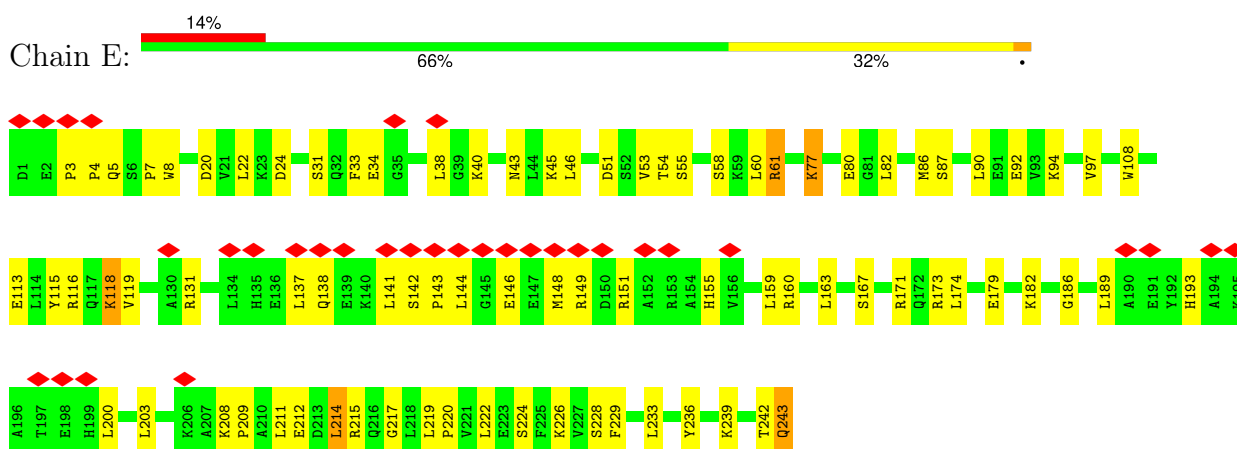 14%
Chain E:
66% 32% •
D1 E2 P3 P4 Q5 S6 P7 W8 D20 V21 L22 K23 D24 S31 Q32 F33 E34 G35 L38 G39 K40 N43 L44 K45 L46 D51 S52 V53 T54 S55 S58 K59 L60 R61 K77 E80 G81 L82 M86 S87 L90 E91 E92 V93 K94 V97 W108
E113 L114 Y115 R116 Q117 K118 V119 A130 R131 L134 H135 E136 L137 Q138 E139 K140 L141 S142 P143 L144 G145 E146 E147 M148 R149 D150 R151 A152 R153 A154 H155 V156 L159 R160 L163 S167 R171 Q172 R173 L174 E179 K182 G186 L189 A190 E191 Y192 H193 A194 K195
A196 T197 E198 H199 L200 L203 K206 A207 K208 P209 A210 L211 E212 D213 L214 R215 Q216 G217 L218 L219 P220 V221 L222 E223 S224 F225 K226 V227 S228 F229 L233 Y236 K239 T242 Q243